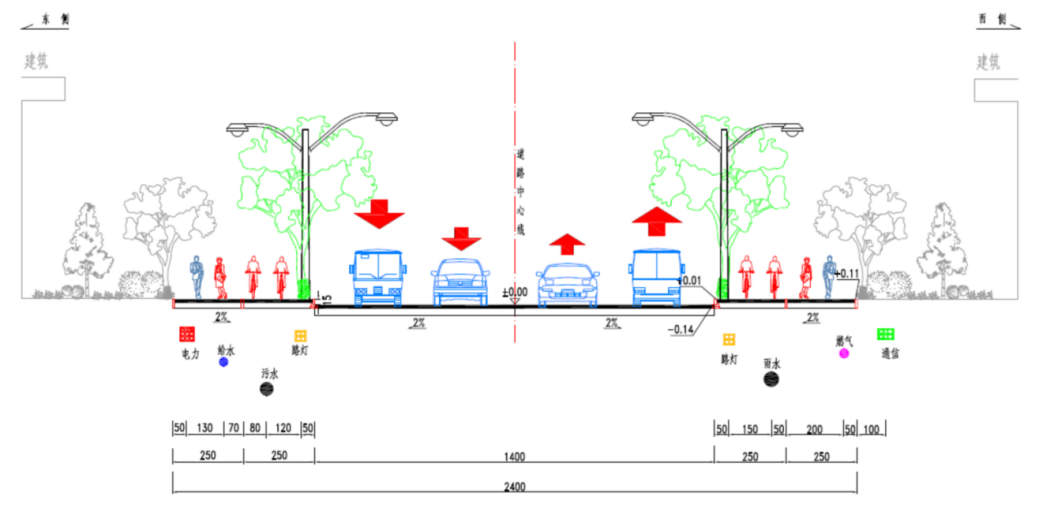 东 侧
西 侧
建筑
建筑
道路中心线
+0.11
+0.01
±0.00
15
2%
2%
2%
2%
-0.14
电力
给水
路灯
污水
路灯
雨水
燃气
通信
50 130 70 80 120 50
50 150 50 200 50 100
250 250 1400 250 250
2400